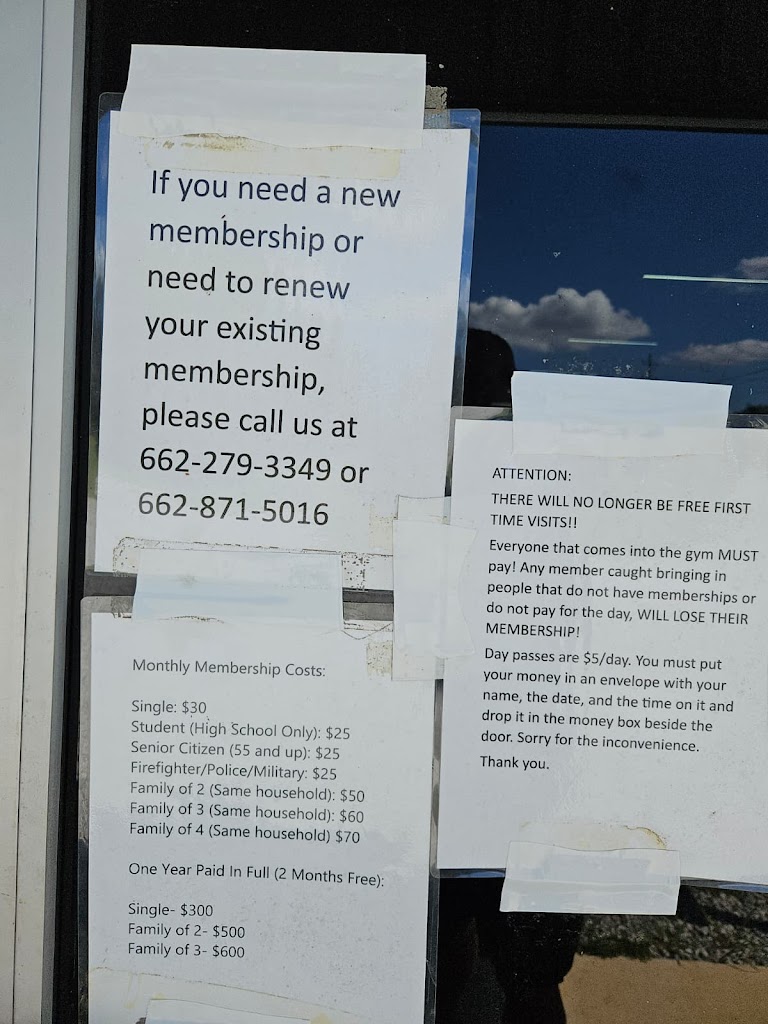 If you need a new
membership or
need to renew
your existing
membership,
please call us at
662-279-3349 or
662-871-5016
Monthly Membership Costs:
Single: $30
Student (High School Only): $25
Senior Citizen (55 and up): $25
Firefighter/Police/Military: $25
Family of 2 (Same household): $50
Family of 3 (Same household): $60
Family of 4 (Same household) $70
One Year Paid In Full (2 Months Free):
Single- $300
Family of 2- $500
Family of 3- $600
ATTENTION:
THERE WILL NO LONGER BE FREE FIRST
TIME VISITS!!
Everyone that comes into the gym MUST
pay! Any member caught bringing in
people that do not have memberships or
do not pay for the day, WILL LOSE THEIR
MEMBERSHIP!
Day passes are $5/day. You must put
your money in an envelope with your
name, the date, and the time on it and
drop it in the money box beside the
door. Sorry for the inconvenience.
Thank you.